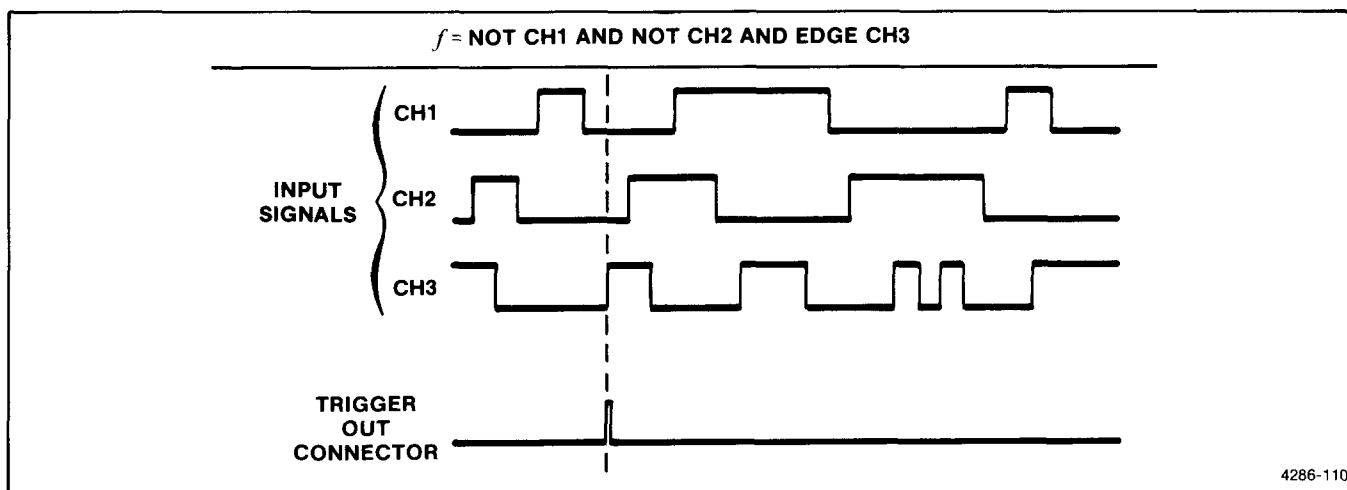 f = NOT CH1 AND NOT CH2 AND EDGE CH3
CH1
INPUT
SIGNALS
CH2
CH3
TRIGGER
OUT
CONNECTOR
4286-110